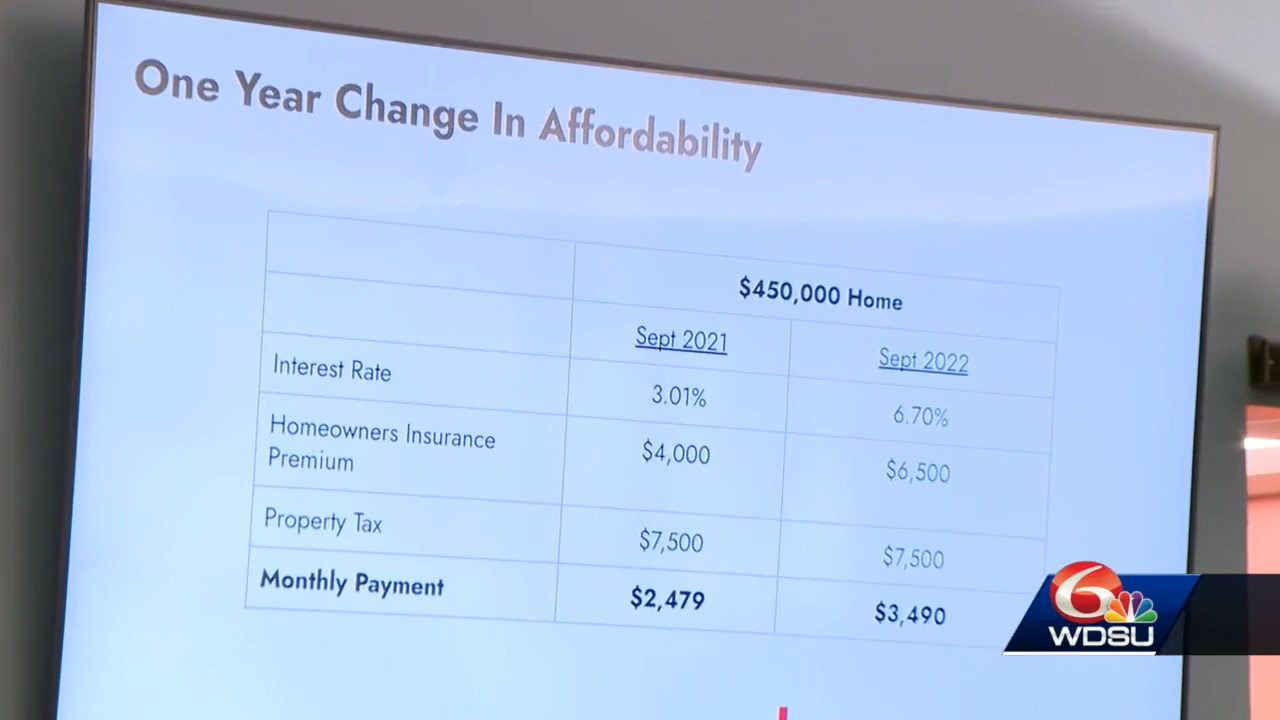 One Year Change In Affordability
$450,000 Home
Sept 2021 Sept 2022
Interest Rate 3.01% 6.70%
Homeowners Insurance Premium $4,000 $6,500
Property Tax $7,500 $7,500
Monthly Payment $2,479 $3,490
6
WDSU